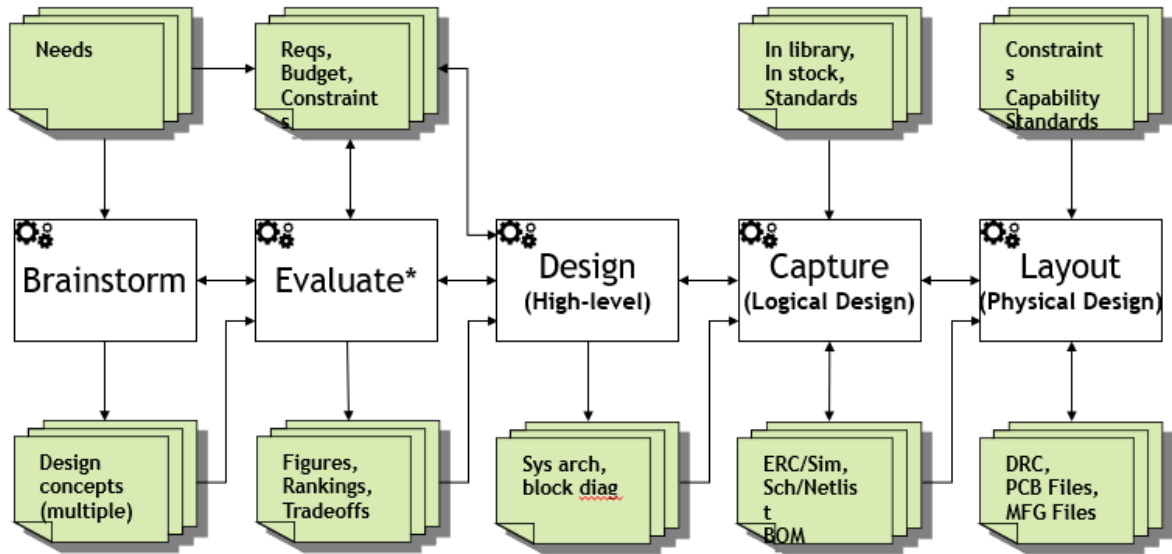 Needs
Reqs,
Budget,
Constraint
s
In library,
In stock,
Standards
Constraint
s
Capability
Standards
Brainstorm
Evaluate*
Design
(High-level)
Capture
(Logical Design)
Layout
(Physical Design)
Design
concepts
(multiple)
Figures,
Rankings,
Tradeoffs
Sys arch,
block diag
ERC/Sim,
Sch/Netlis
t
BOM
DRC,
PCB Files,
MFG Files